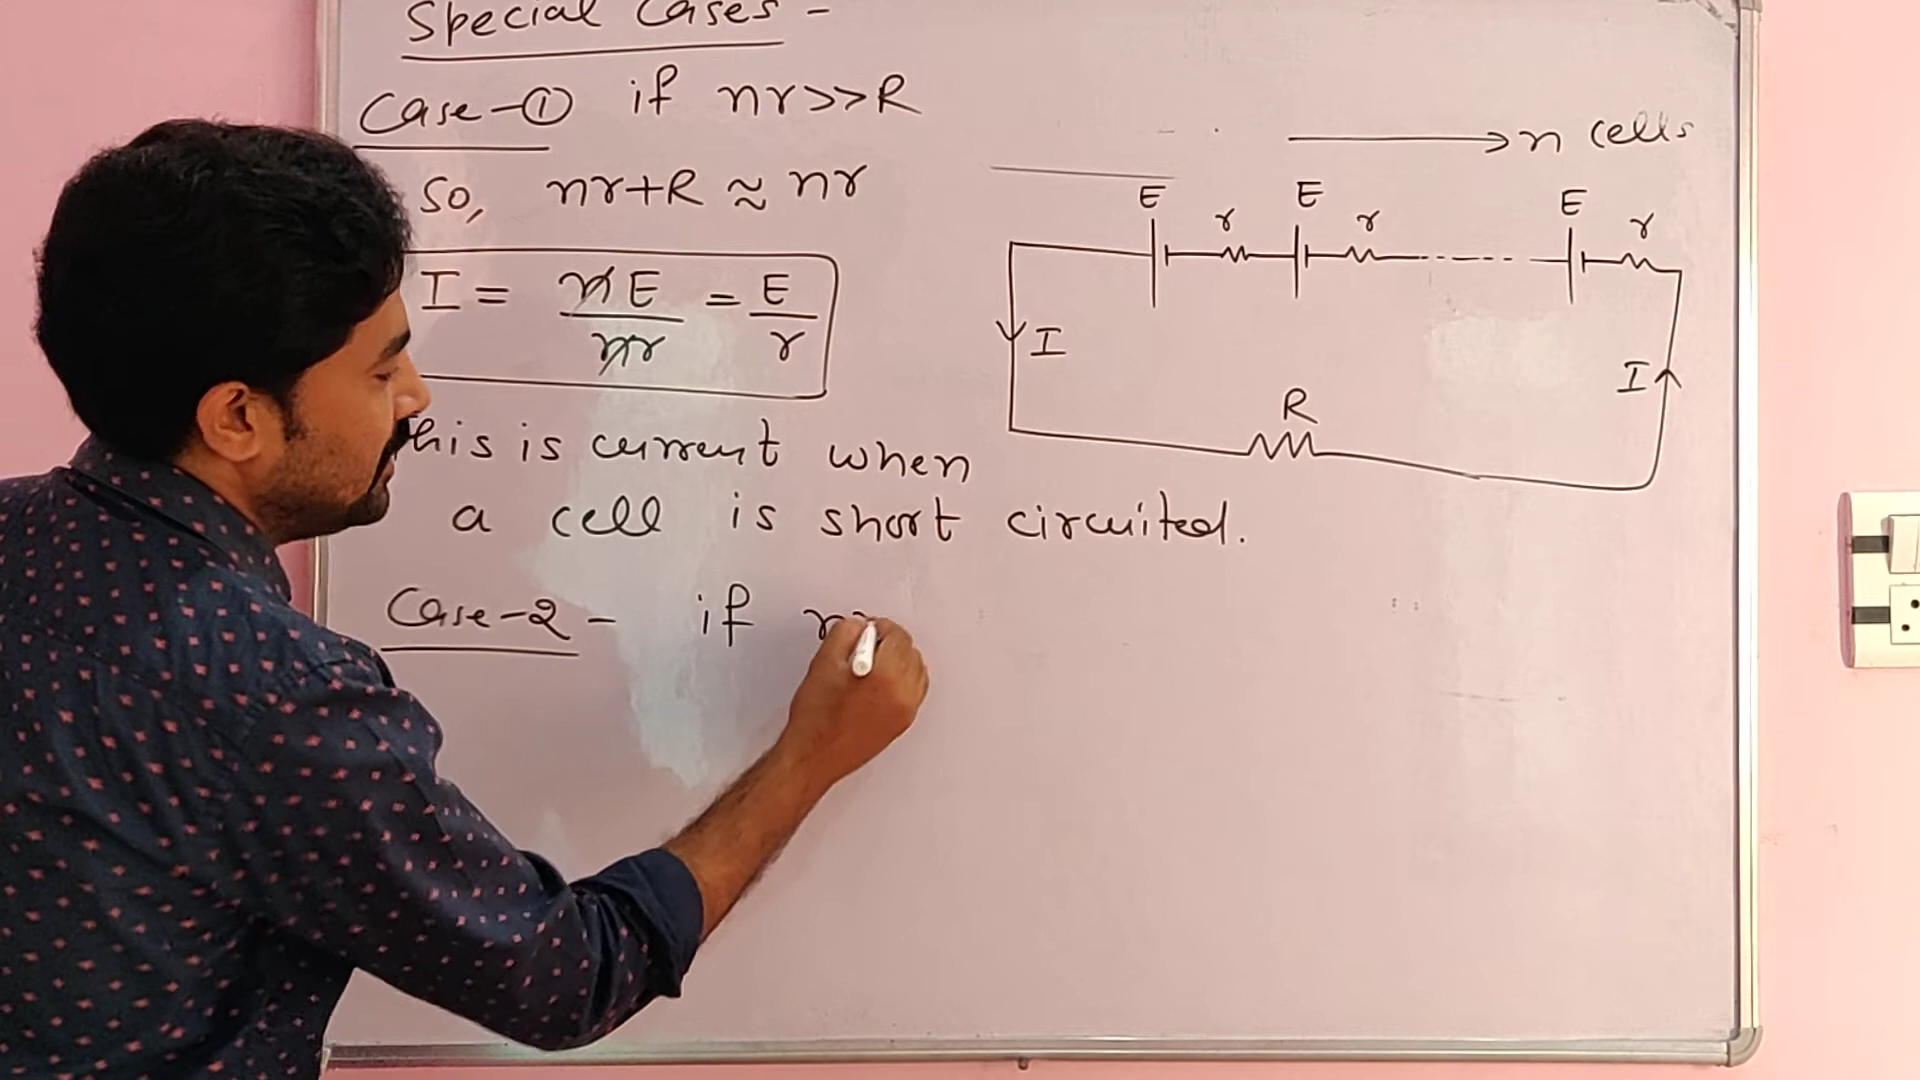 Special Cases -
Case-① if nr>>R
So, nr+R ≈ nr
I = nE/nr = E/r
This is current when
a cell is short circuited.
Case-2 - if nr
→ n cells
E r E r E r
I
I
R